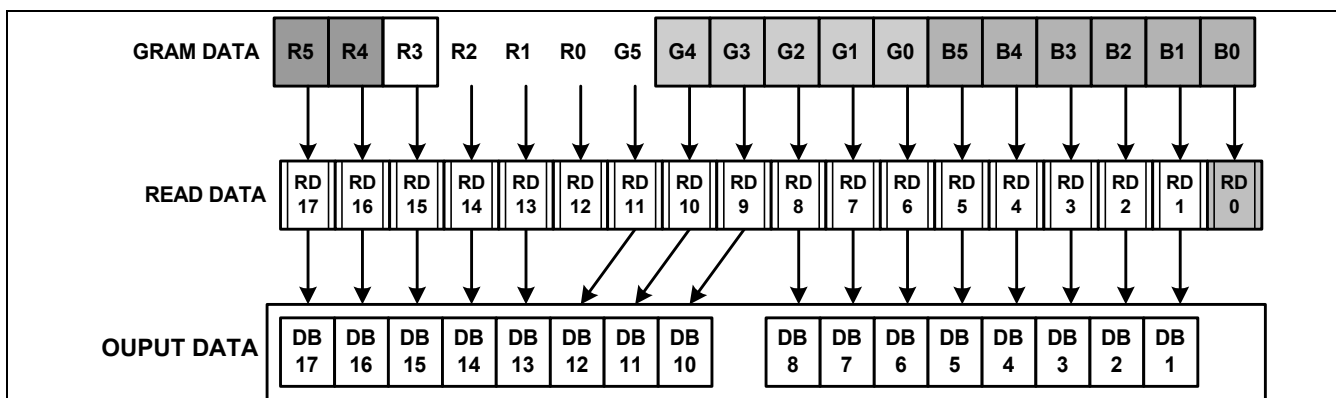 GRAM DATA R5 R4 R3 R2 R1 R0 G5 G4 G3 G2 G1 G0 B5 B4 B3 B2 B1 B0
READ DATA RD 17 RD 16 RD 15 RD 14 RD 13 RD 12 RD 11 RD 10 RD 9 RD 8 RD 7 RD 6 RD 5 RD 4 RD 3 RD 2 RD 1 RD 0
OUPUT DATA DB 17 DB 16 DB 15 DB 14 DB 13 DB 12 DB 11 DB 10 DB 8 DB 7 DB 6 DB 5 DB 4 DB 3 DB 2 DB 1